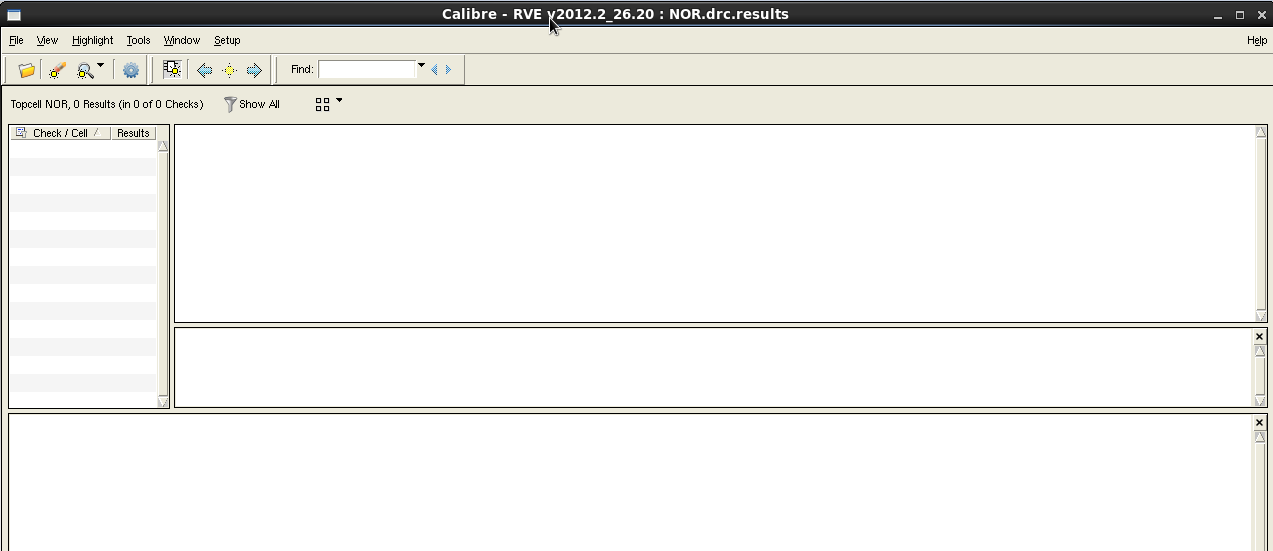 Calibre - RVE v2012.2_26.20 : NOR.drc.results
File View Highlight Tools Window Setup Help
Find:
Topcell NOR, 0 Results (in 0 of 0 Checks) Show All
Check / Cell Results